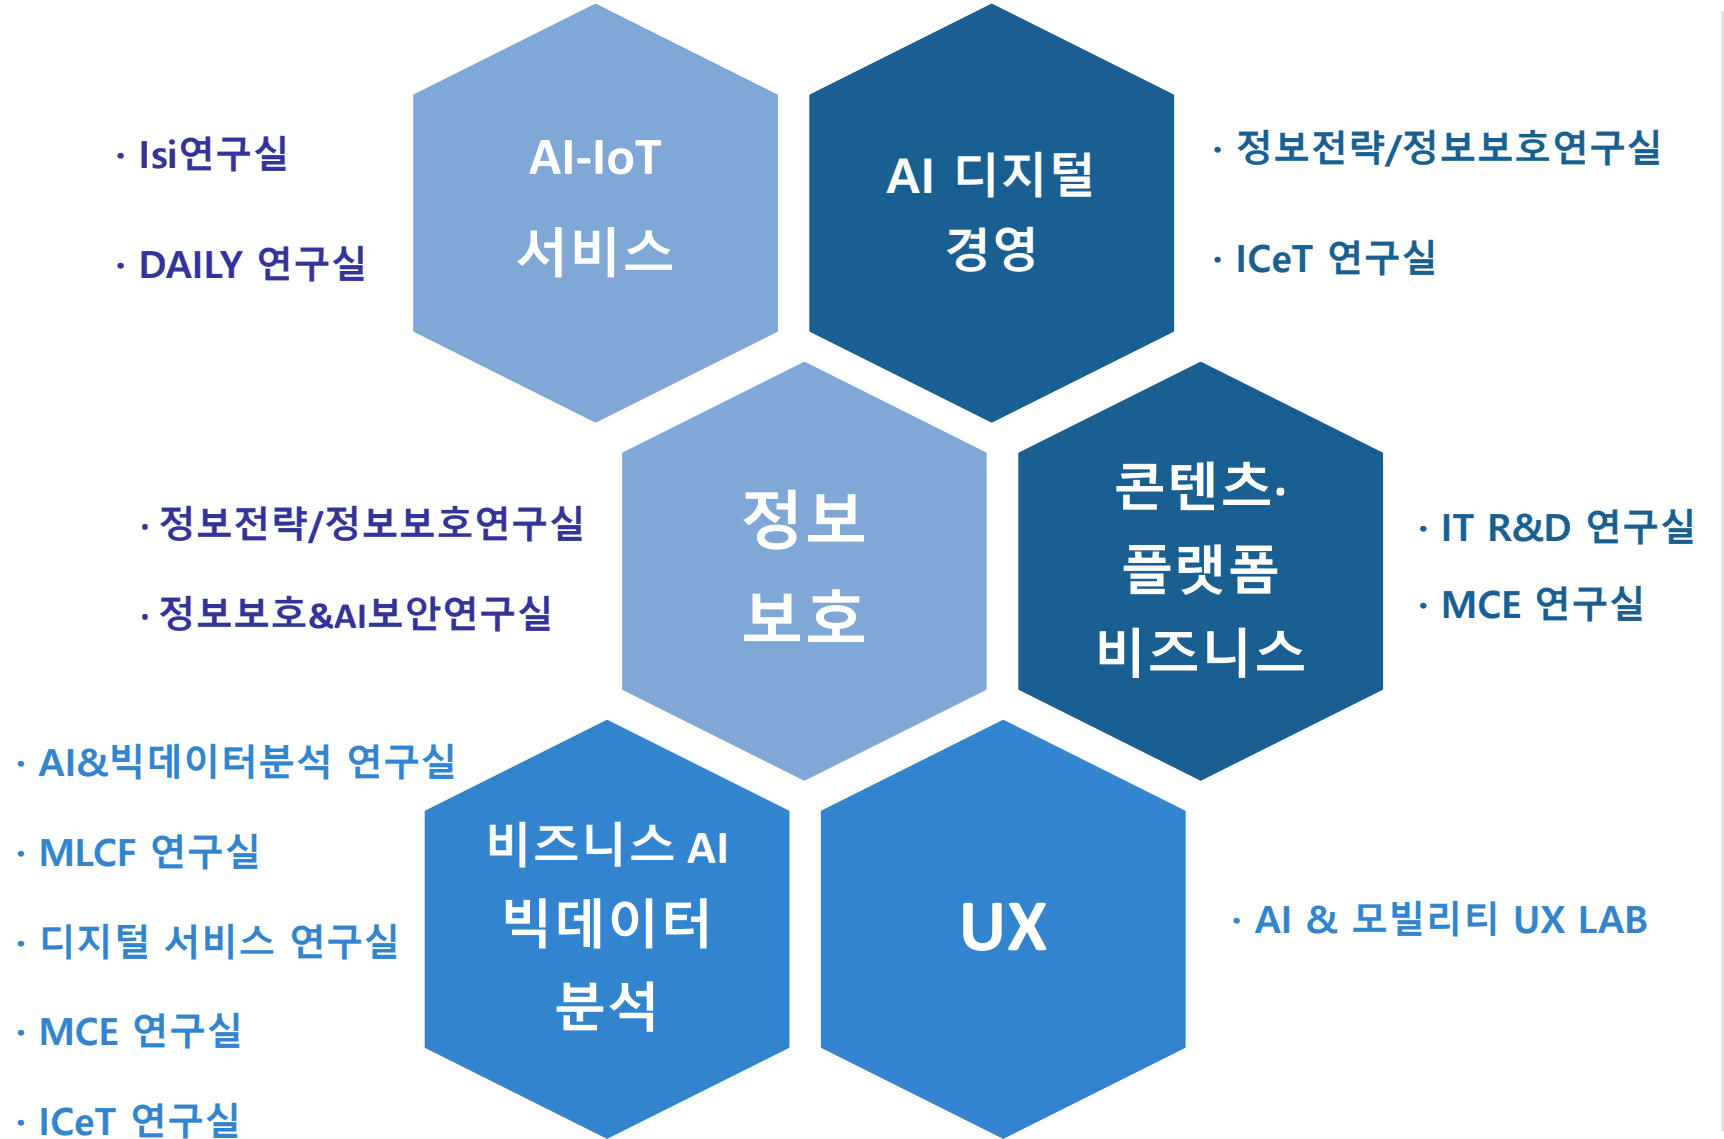 · Isi연구실
· DAILY 연구실
AI-IoT
서비스
AI 디지털
경영
· 정보전략/정보보호연구실
· ICeT 연구실
· 정보전략/정보보호연구실
· 정보보호&AI보안연구실
정보
보호
콘텐츠·
플랫폼
비즈니스
· IT R&D 연구실
· MCE 연구실
· AI&빅데이터분석 연구실
· MLCF 연구실
· 디지털 서비스 연구실
· MCE 연구실
· ICeT 연구실
비즈니스 AI
빅데이터
분석
UX
· AI & 모빌리티 UX LAB